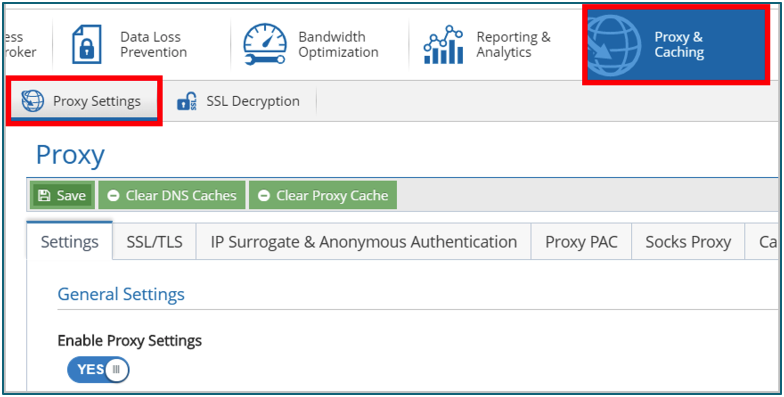 ess
roker
Data Loss
Prevention
Bandwidth
Optimization
Reporting &
Analytics
Proxy &
Caching
Proxy Settings
SSL
SSL Decryption
Proxy
Save
Clear DNS Caches
Clear Proxy Cache
Settings
SSL/TLS
IP Surrogate & Anonymous Authentication
Proxy PAC
Socks Proxy
Ca
General Settings
Enable Proxy Settings
YES